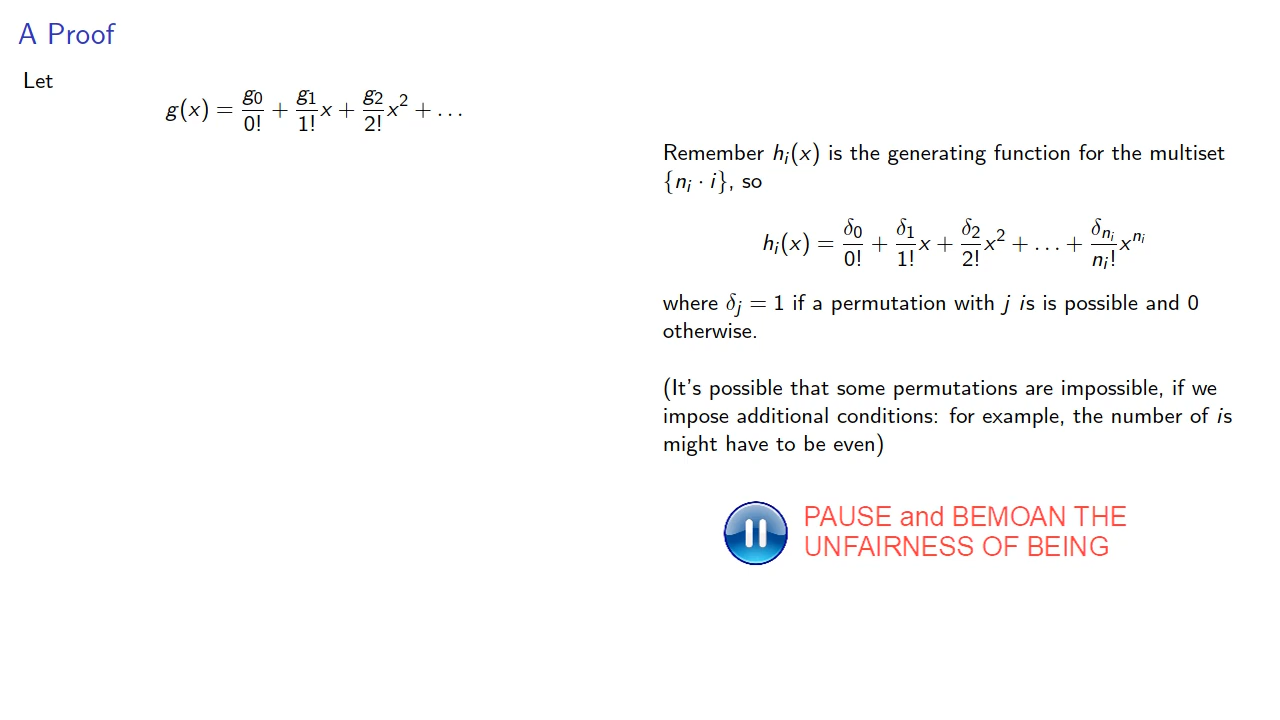 A Proof
Let
g(x) = g₀/0! + g₁/1! x + g₂/2! x² + . . .
Remember hᵢ(x) is the generating function for the multiset
{nᵢ · i}, so
hᵢ(x) = δ₀/0! + δ₁/1! x + δ₂/2! x² + . . . + δₙᵢ/nᵢ! xⁿⁱ
where δⱼ = 1 if a permutation with j is is possible and 0
otherwise.
(It's possible that some permutations are impossible, if we
impose additional conditions: for example, the number of is
might have to be even)
PAUSE and BEMOAN THE
UNFAIRNESS OF BEING